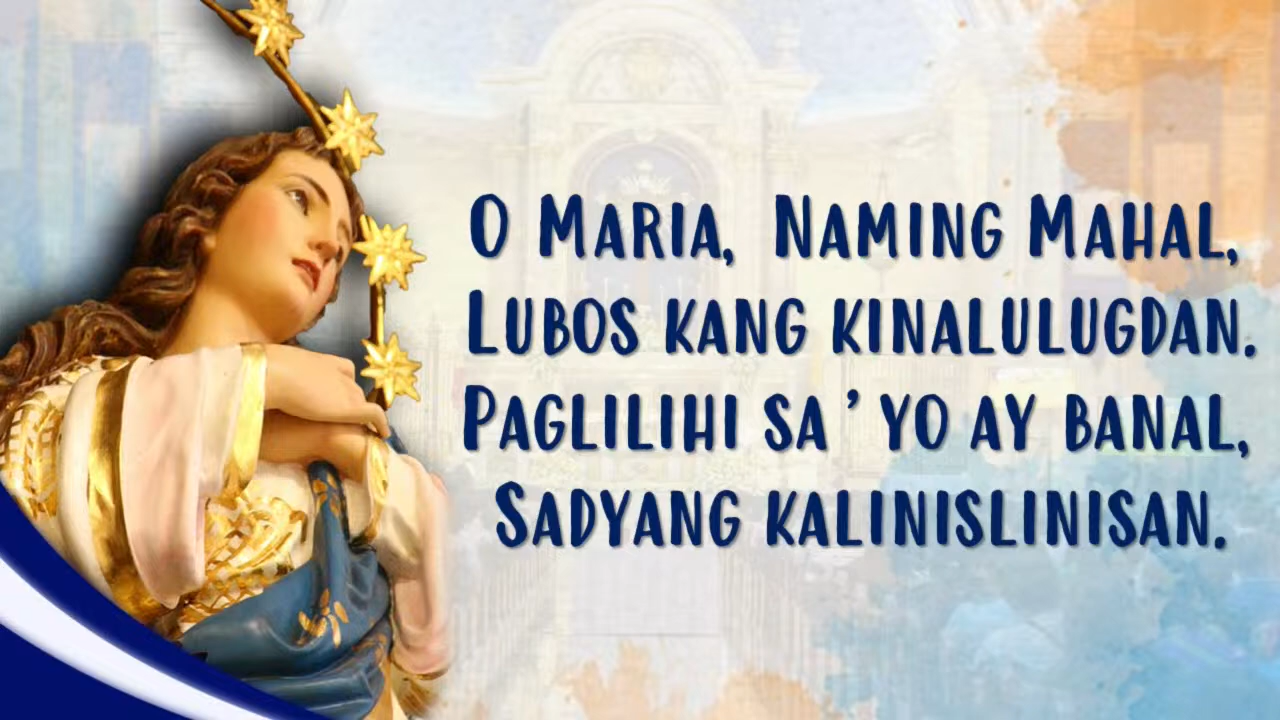 O Maria, Naming Mahal,
Lubos kang kinalulugdan.
Paglilihi sa'yo ay banal,
Sadyang kalinislinisan.